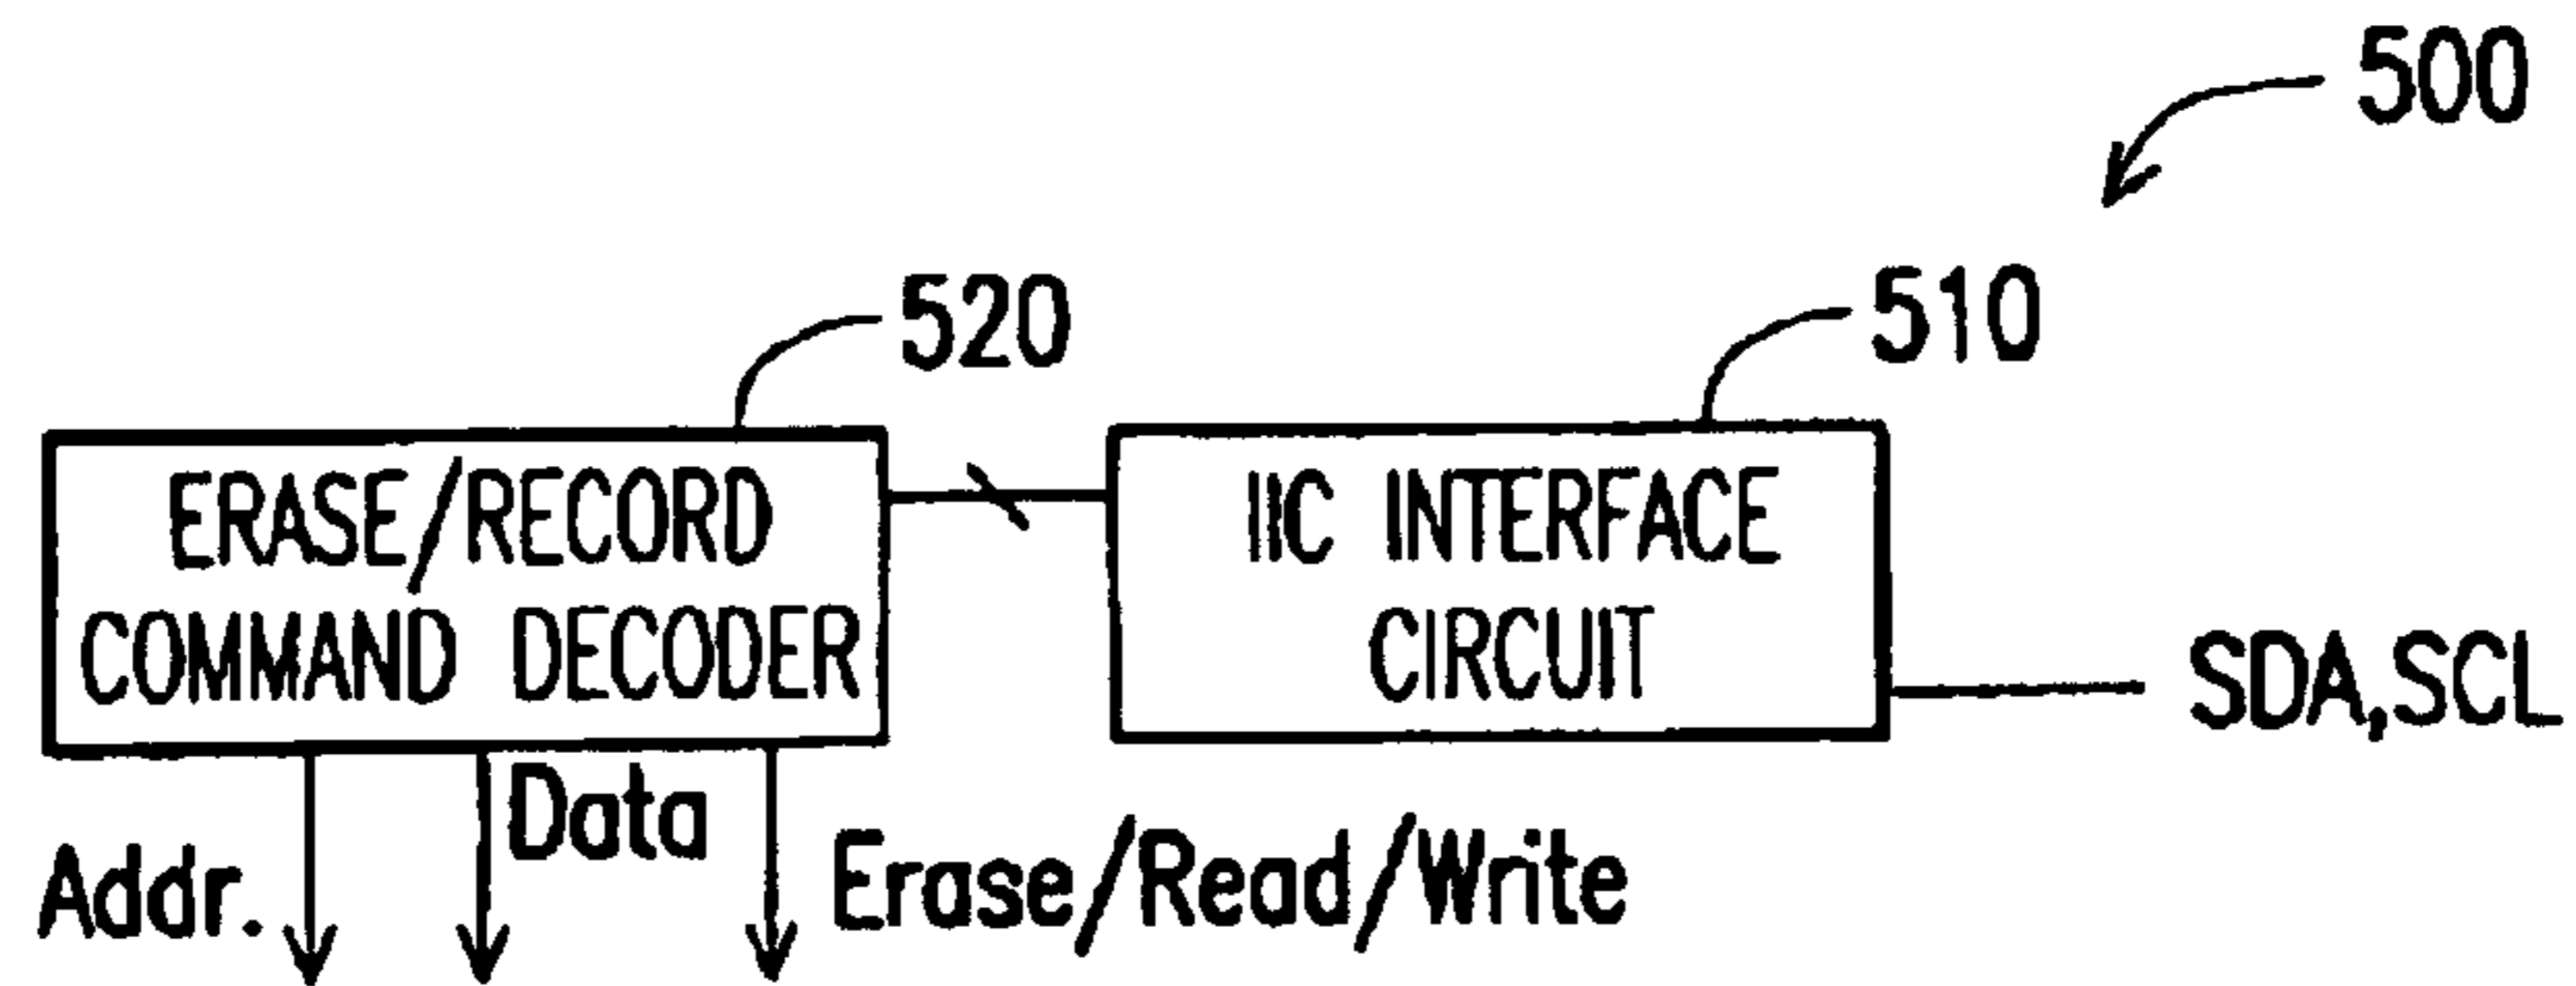 500
520
510
ERASE/RECORD
COMMAND DECODER
IIC INTERFACE
CIRCUIT
SDA,SCL
Addr.
Data
Erase/Read/Write